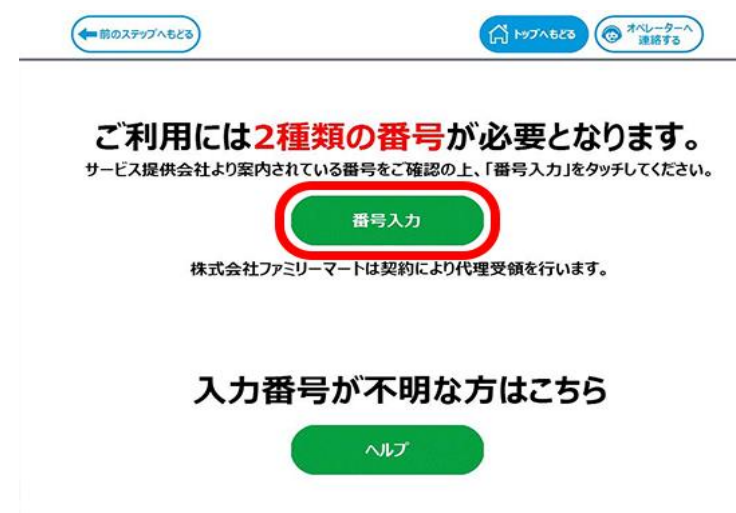 前のステップへもどる
トップへもどる
オペレーターへ
連絡する
ご利用には2種類の番号が必要となります。
サービス提供会社より案内されている番号をご確認の上、「番号入力」をタッチしてください。
番号入力
株式会社ファミリーマートは契約により代理受領を行います。
入力番号が不明な方はこちら
ヘルプ